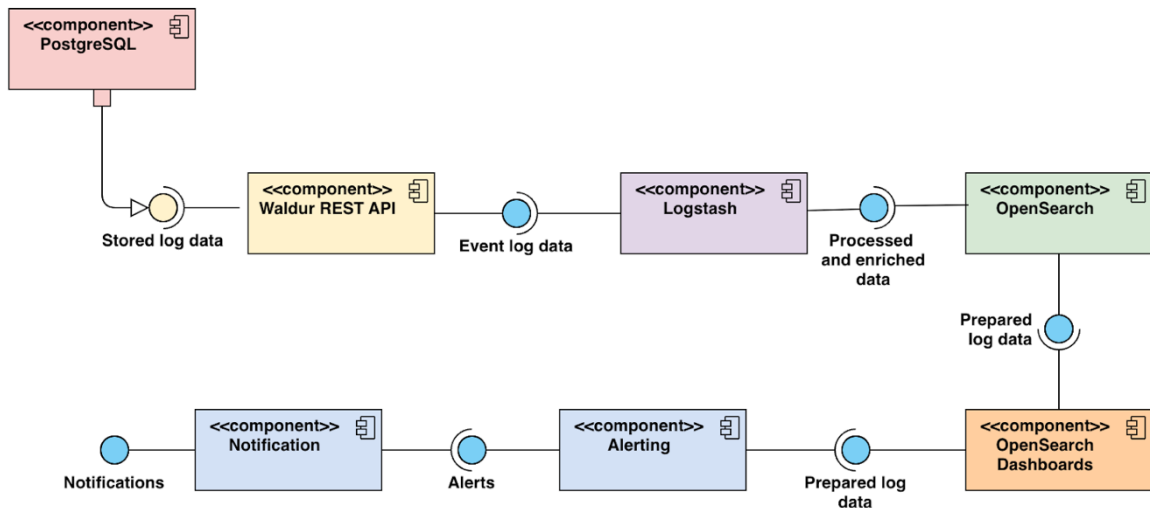 <<component>>
PostgreSQL
Stored log data
<<component>>
Waldur REST API
Event log data
<<component>>
Logstash
Processed
and enriched
data
<<component>>
OpenSearch
Prepared
log data
<<component>>
OpenSearch
Dashboards
Prepared log
data
<<component>>
Alerting
Alerts
<<component>>
Notification
Notifications